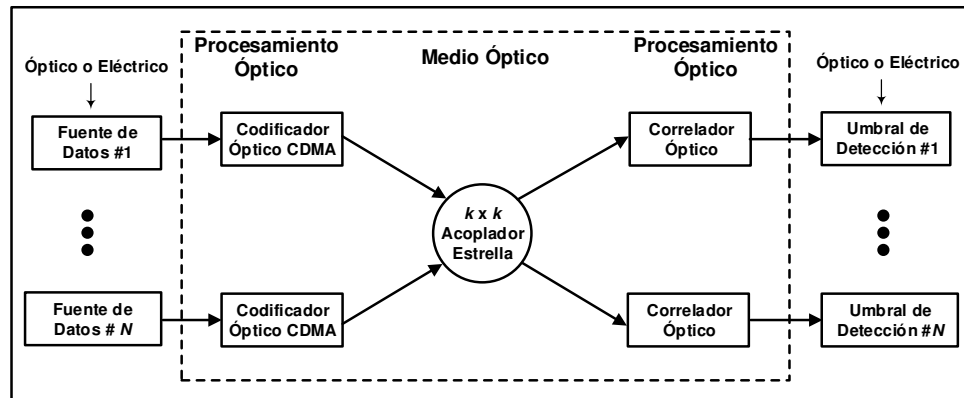 Procesamiento
Óptico
Medio Óptico
Procesamiento
Óptico
Óptico o Eléctrico
Óptico o Eléctrico
Fuente de
Datos #1
Codificador
Óptico CDMA
Correlador
Óptico
Umbral de
Detección #1
k x k
Acoplador
Estrella
Fuente de
Datos # N
Codificador
Óptico CDMA
Correlador
Óptico
Umbral de
Detección #N